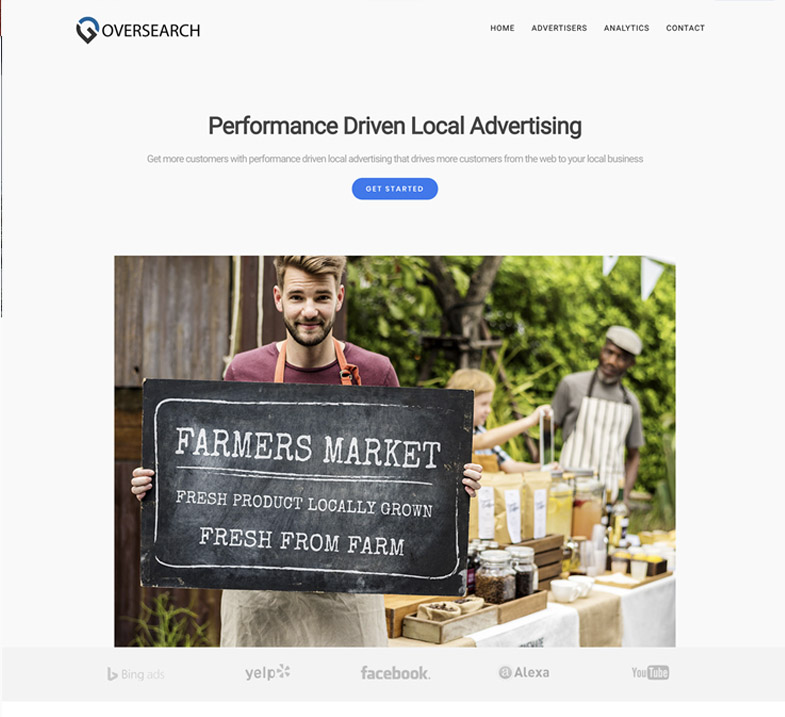 OVERSEARCH
HOME ADVERTISERS ANALYTICS CONTACT
Performance Driven Local Advertising
Get more customers with performance driven local advertising that drives more customers from the web to your local business
GET STARTED
FARMERS MARKET
FRESH PRODUCT LOCALLY GROWN
FRESH FROM FARM
Bing ads yelp facebook. Alexa YouTube